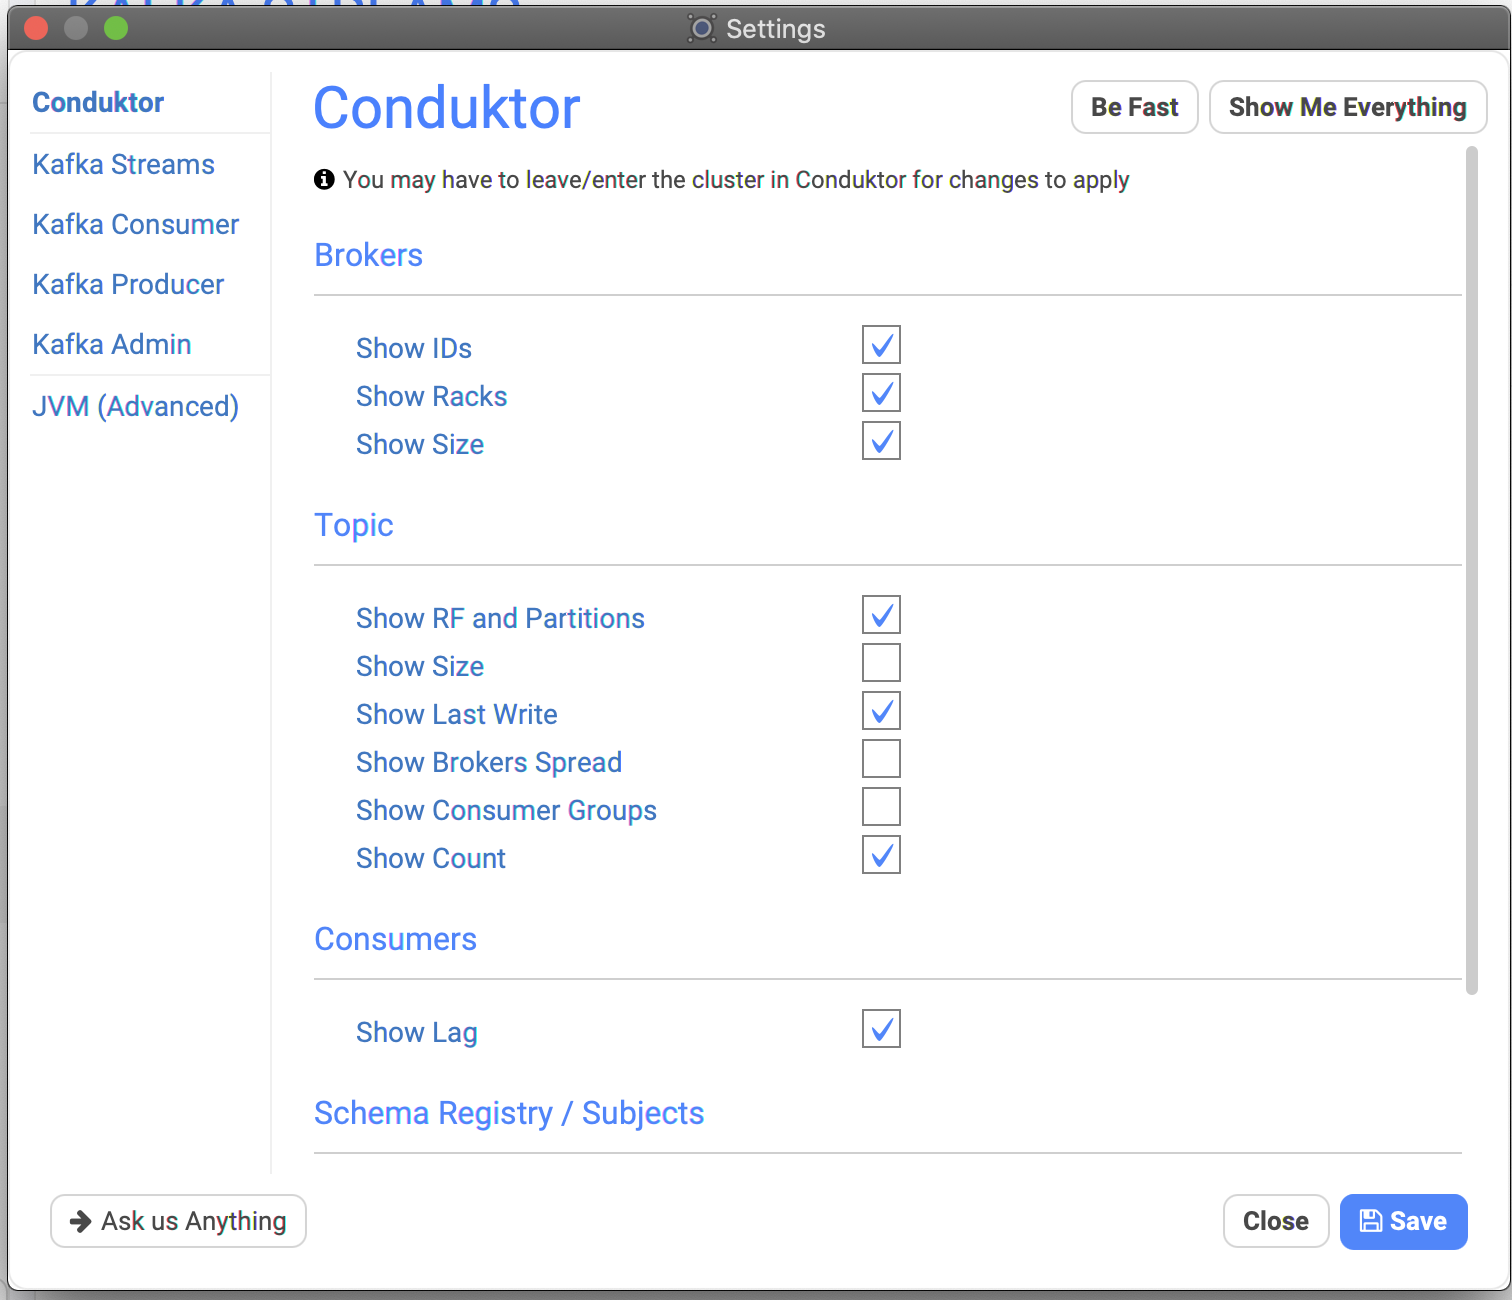 Settings
Conduktor
Kafka Streams
Kafka Consumer
Kafka Producer
Kafka Admin
JVM (Advanced)
Conduktor
Be Fast
Show Me Everything
You may have to leave/enter the cluster in Conduktor for changes to apply
Brokers
Show IDs
Show Racks
Show Size
Topic
Show RF and Partitions
Show Size
Show Last Write
Show Brokers Spread
Show Consumer Groups
Show Count
Consumers
Show Lag
Schema Registry / Subjects
Ask us Anything
Close
Save